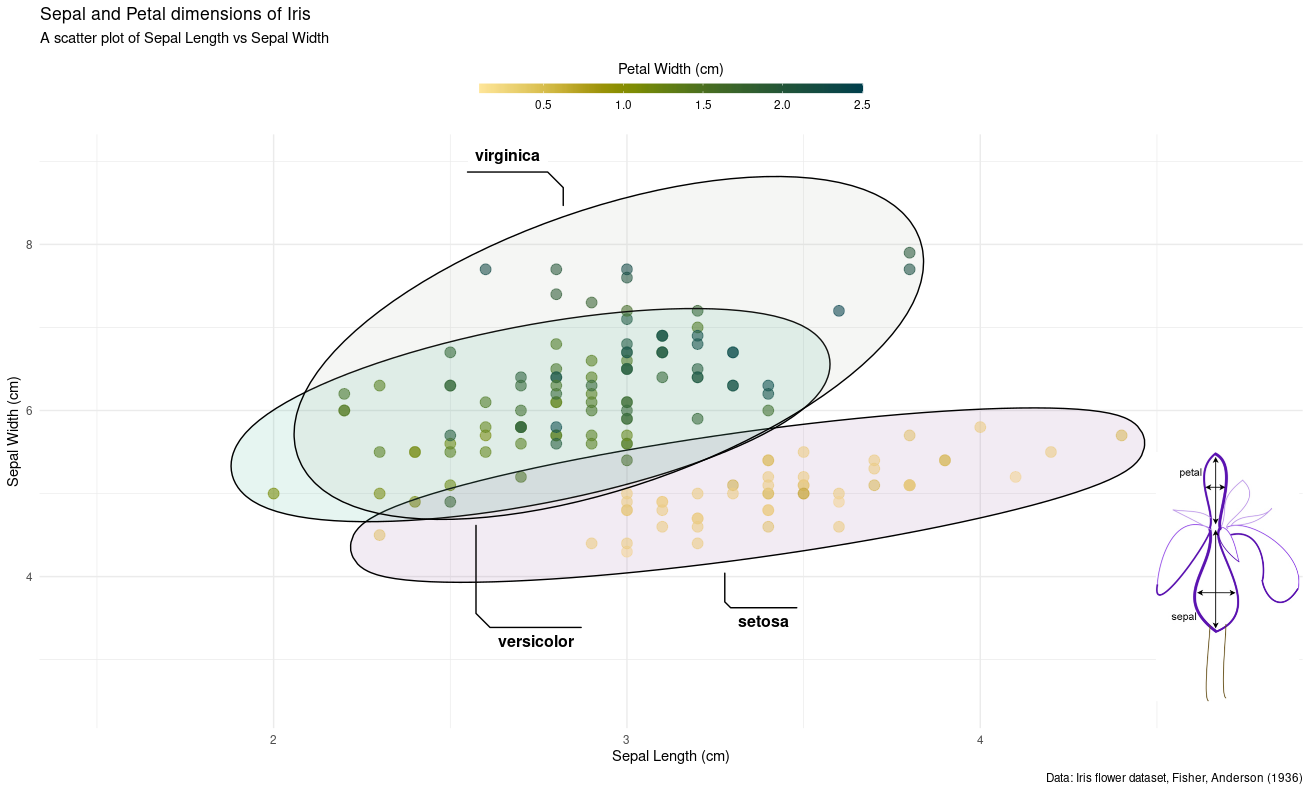 Sepal and Petal dimensions of Iris
A scatter plot of Sepal Length vs Sepal Width
Petal Width (cm)
0.5 1.0 1.5 2.0 2.5
virginica
8
6
4
Sepal Width (cm)
petal
sepal
setosa
versicolor
2 3 4
Sepal Length (cm)
Data: Iris flower dataset, Fisher, Anderson (1936)